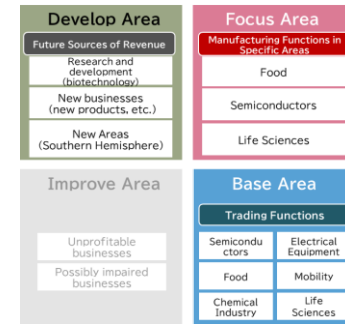 Develop Area
Future Sources of Revenue
Research and
development
(biotechnology)
New businesses
(new products, etc.)
New Areas
(Southern Hemisphere)
Focus Area
Manufacturing Functions in
Specific Areas
Food
Semiconductors
Life Sciences
Improve Area
Unprofitable
businesses
Possibly impaired
businesses
Base Area
Trading Functions
Semicondu
ctors
Electrical
Equipment
Food
Mobility
Chemical
Industry
Life
Sciences